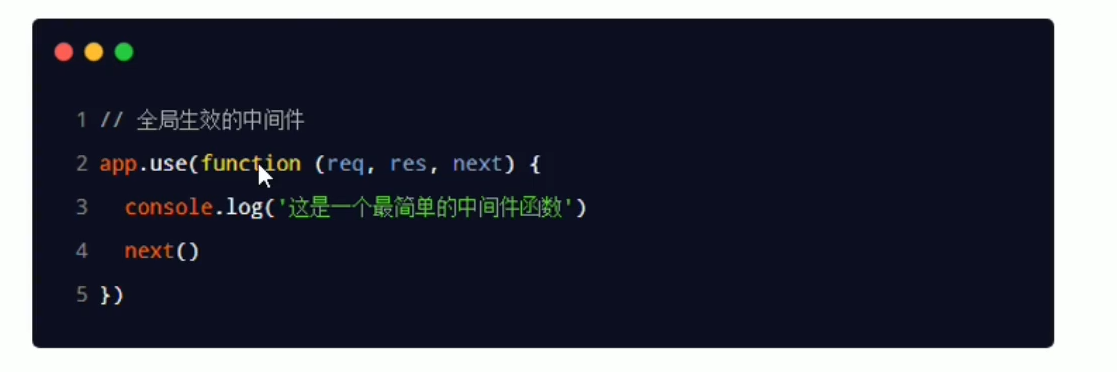 1 // 全局生效的中间件
2 app.use(function (req, res, next) {
3   console.log('这是一个最简单的中间件函数')
4   next()
5 })